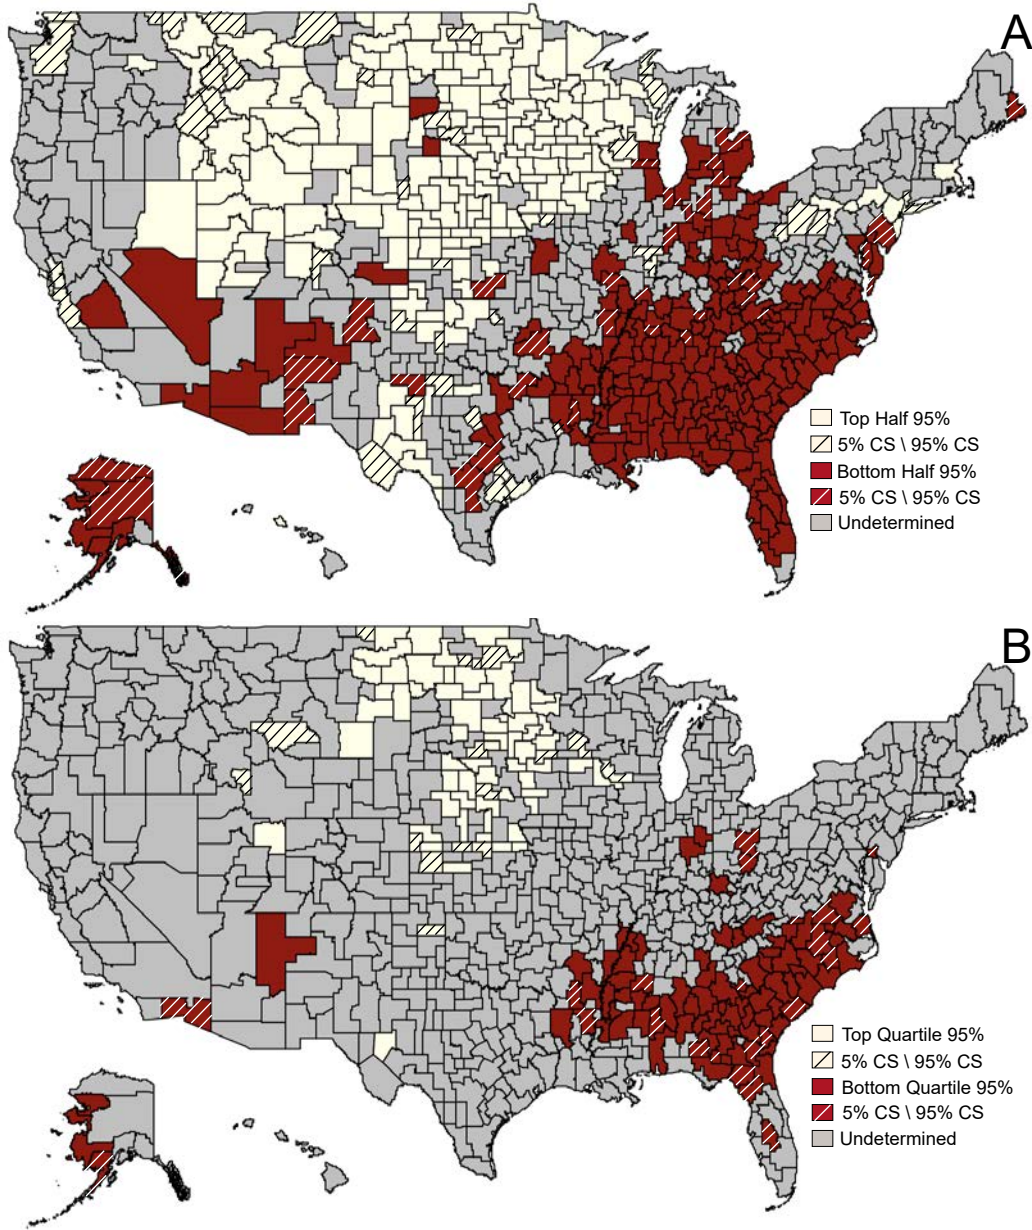 A
Top Half 95%
5% CS \ 95% CS
Bottom Half 95%
5% CS \ 95% CS
Undetermined
B
Top Quartile 95%
5% CS \ 95% CS
Bottom Quartile 95%
5% CS \ 95% CS
Undetermined